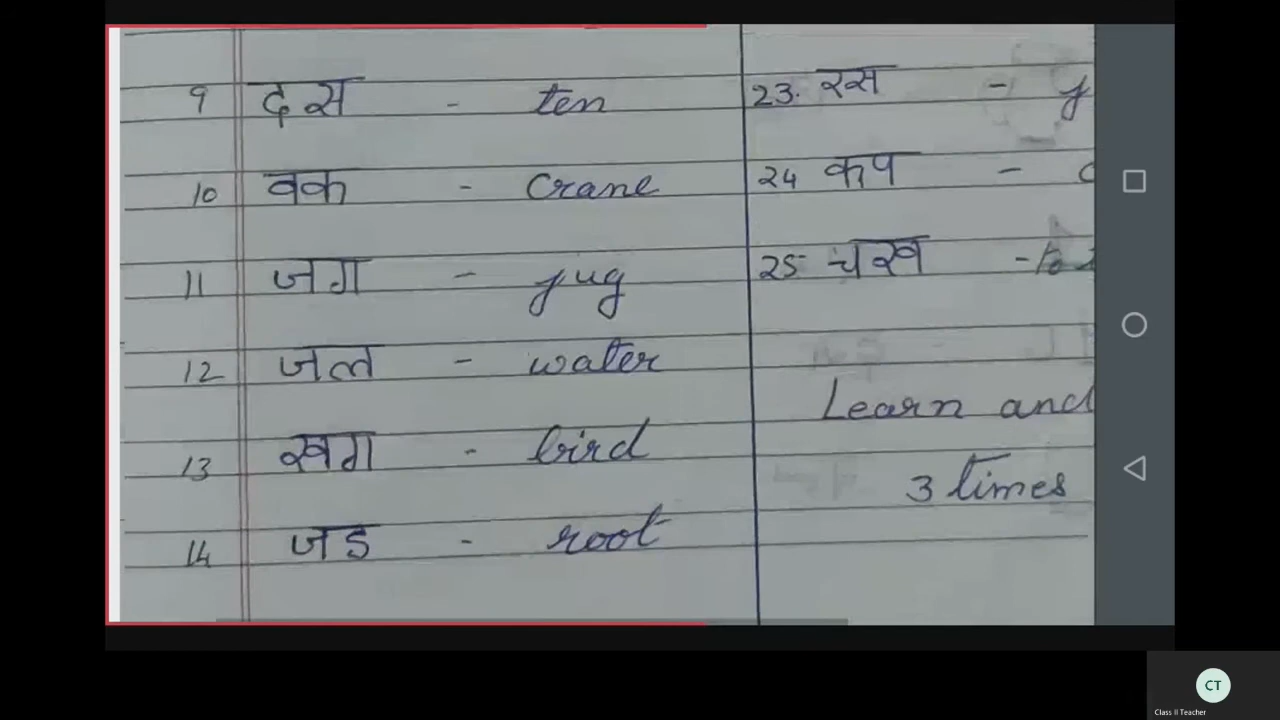 9 दस - ten
10 बक - Crane
11 जग - jug
12 जल - water
13 खग - bird
14 जड - root
23. रस -
24 कप -
25 चख -
Learn and
3 times
CT
Class II Teacher